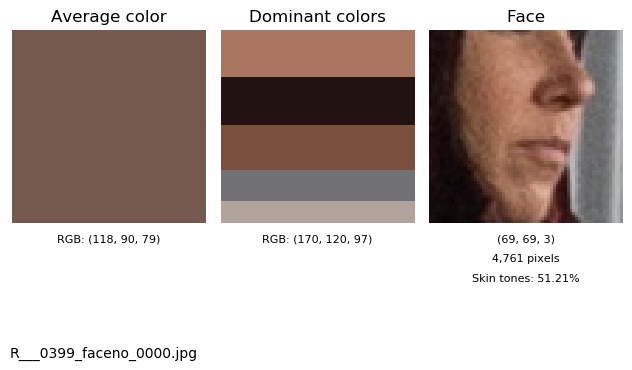 Average color
Dominant colors
Face
RGB: (118, 90, 79)
RGB: (170, 120, 97)
(69, 69, 3)
4,761 pixels
Skin tones: 51.21%
R___0399_faceno_0000.jpg